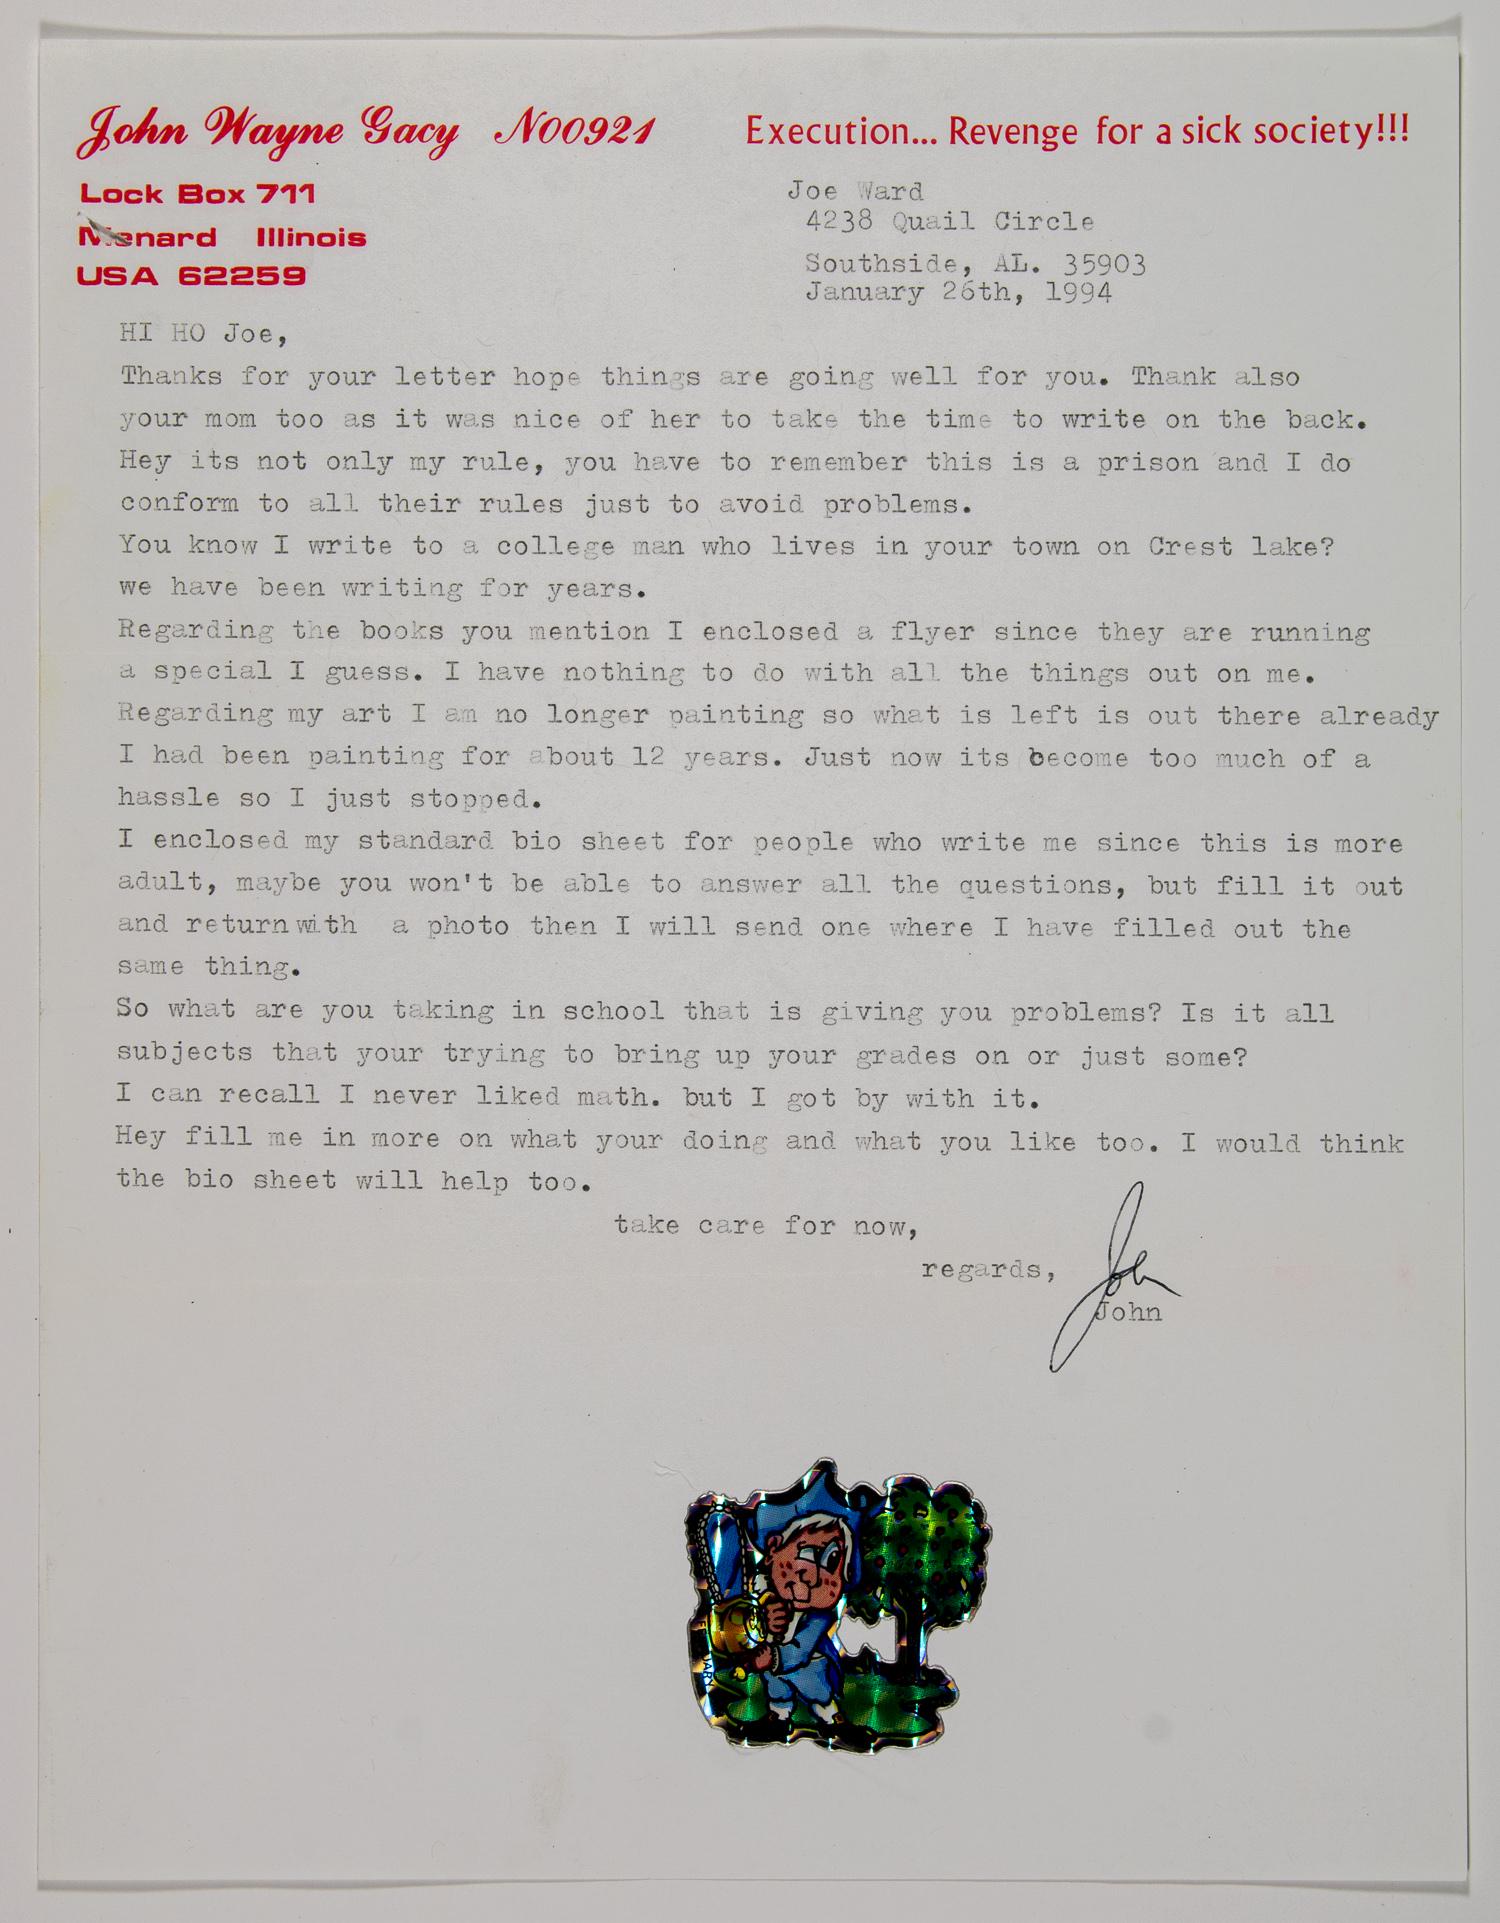 John Wayne Gacy N00921 Execution... Revenge for a sick society!!!
Lock Box 711
Menard Illinois
USA 62259
Joe Ward
4238 Quail Circle
Southside, AL. 35903
January 26th, 1994
HI HO Joe,
Thanks for your letter hope things are going well for you. Thank also
your mom too as it was nice of her to take the time to write on the back.
Hey its not only my rule, you have to remember this is a prison and I do
conform to all their rules just to avoid problems.
You know I write to a college man who lives in your town on Crest lake?
we have been writing for years.
Regarding the books you mention I enclosed a flyer since they are running
a special I guess. I have nothing to do with all the things out on me.
Regarding my art I am no longer painting so what is left is out there already
I had been painting for about 12 years. Just now its become too much of a
hassle so I just stopped.
I enclosed my standard bio sheet for people who write me since this is more
adult, maybe you won't be able to answer all the questions, but fill it out
and return with a photo then I will send one where I have filled out the
same thing.
So what are you taking in school that is giving you problems? Is it all
subjects that your trying to bring up your grades on or just some?
I can recall I never liked math. but I got by with it.
Hey fill me in more on what your doing and what you like too. I would think
the bio sheet will help too.
take care for now,
regards,
John
John